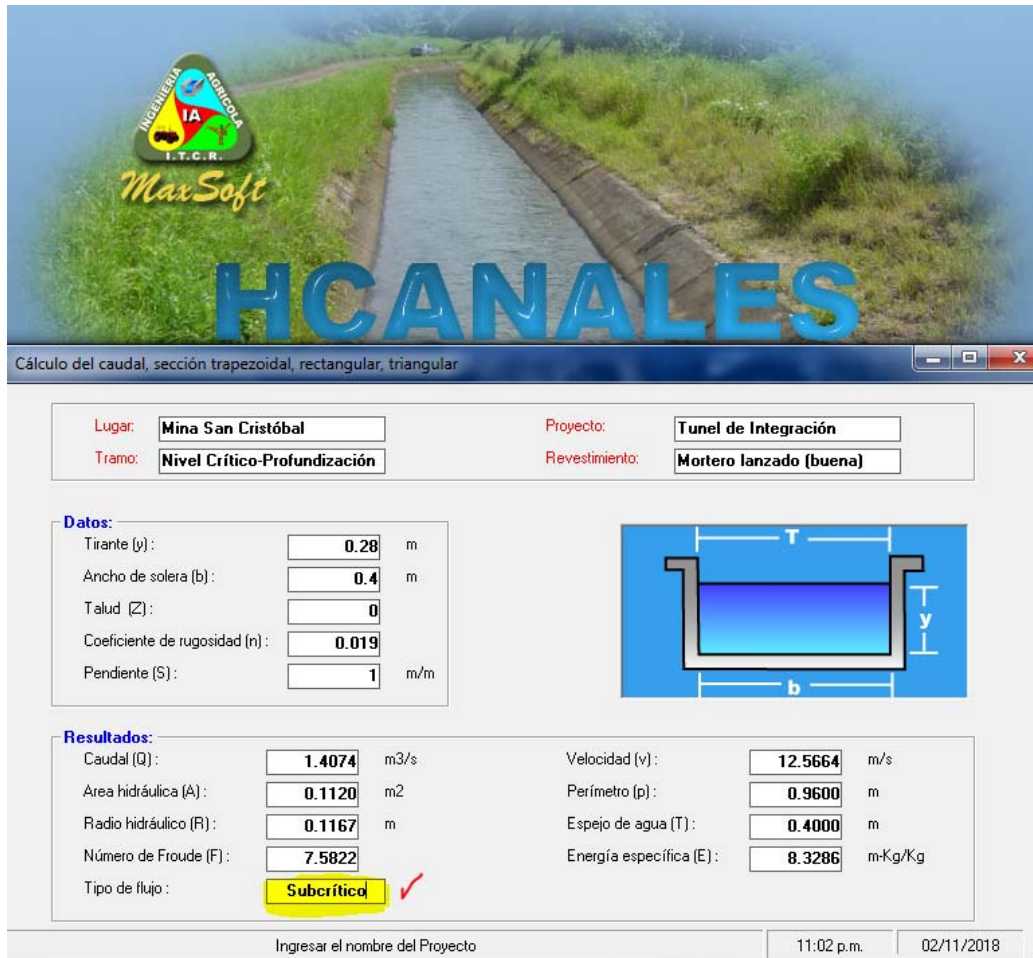 INGENIERIA AGRICOLA
IA
I.T.C.R.
MaxSoft
HCANALES
Cálculo del caudal, sección trapezoidal, rectangular, triangular
Lugar: Mina San Cristóbal Proyecto: Tunel de Integración
Tramo: Nivel Crítico-Profundización Revestimiento: Mortero lanzado (buena)
Datos:
Tirante (y) : 0.28 m
Ancho de solera (b) : 0.4 m
Talud (Z) : 0
Coeficiente de rugosidad (n) : 0.019
Pendiente (S) : 1 m/m
T
y
b
Resultados:
Caudal (Q) : 1.4074 m3/s Velocidad (v) : 12.5664 m/s
Area hidráulica (A) : 0.1120 m2 Perímetro (p) : 0.9600 m
Radio hidráulico (R) : 0.1167 m Espejo de agua (T) : 0.4000 m
Número de Froude (F) : 7.5822 Energía específica (E) : 8.3286 m-Kg/Kg
Tipo de flujo : Subcrítico
Ingresar el nombre del Proyecto 11:02 p.m. 02/11/2018